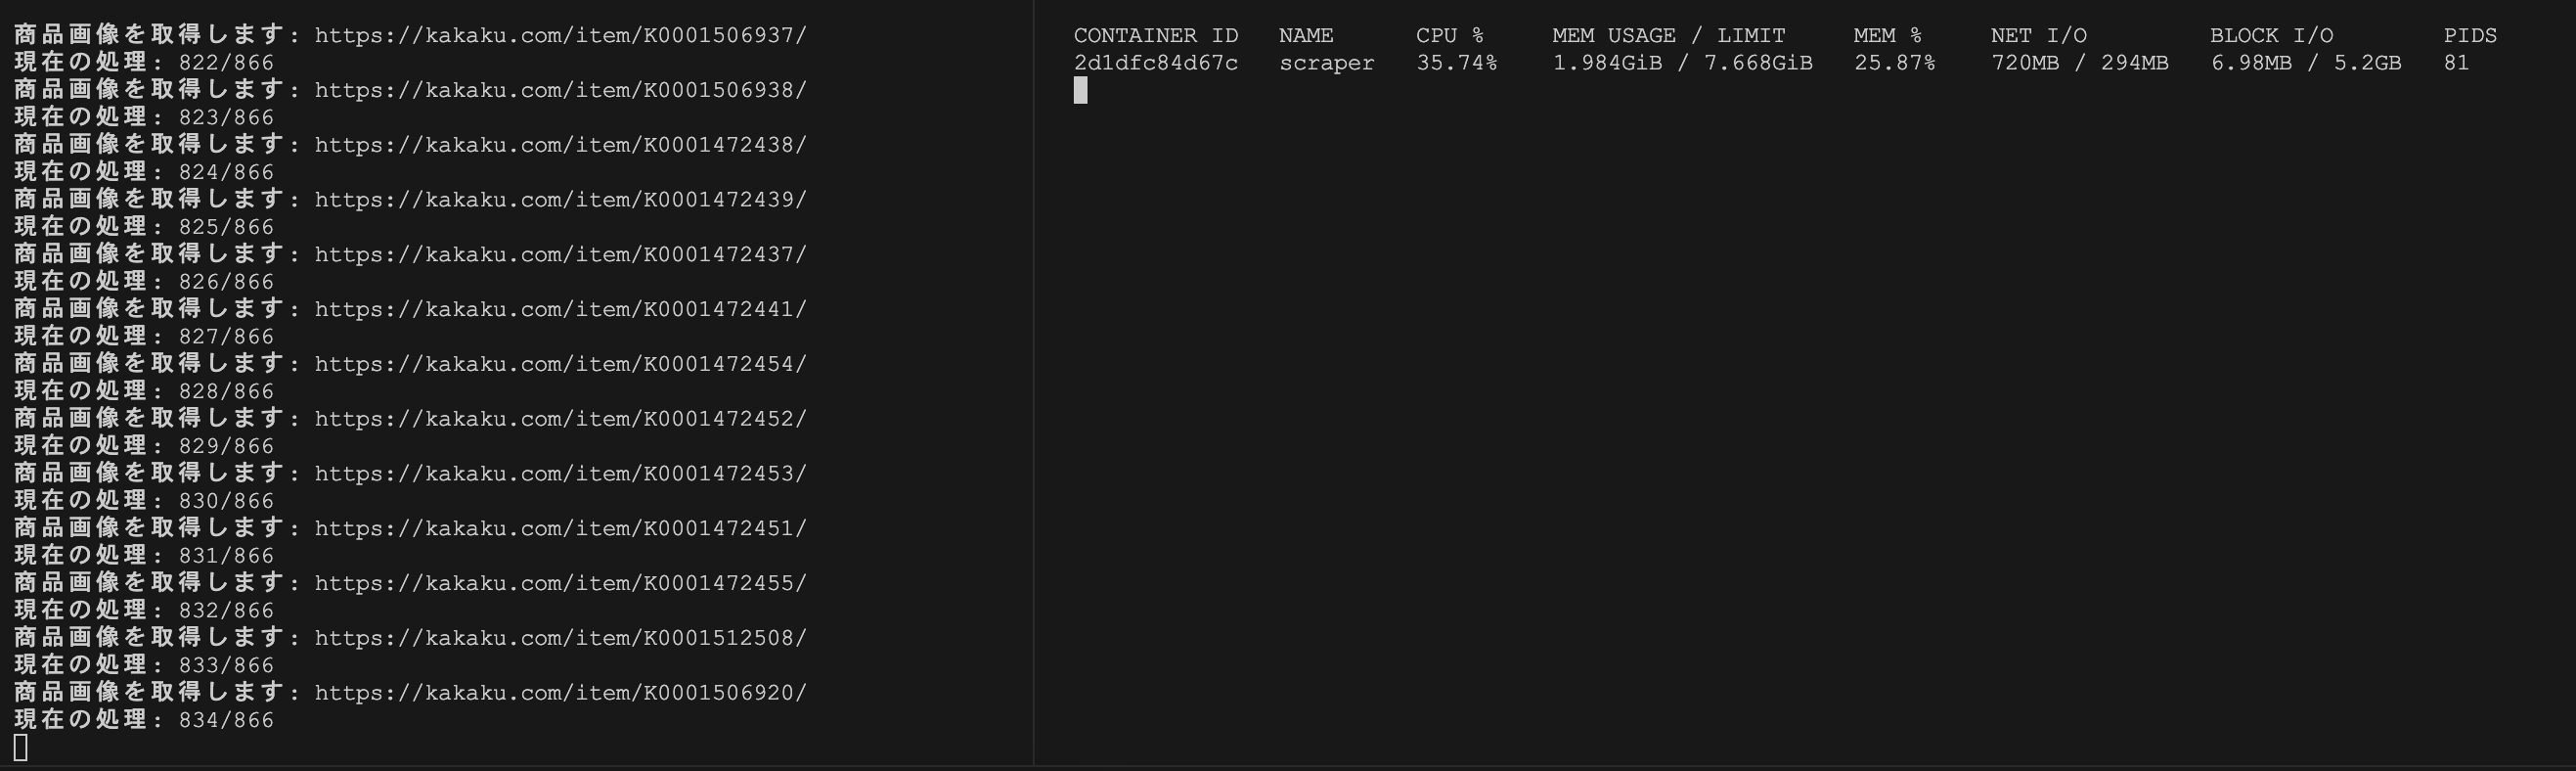 商品画像を取得します: https://kakaku.com/item/K0001506937/
現在の処理: 822/866
商品画像を取得します: https://kakaku.com/item/K0001506938/
現在の処理: 823/866
商品画像を取得します: https://kakaku.com/item/K0001472438/
現在の処理: 824/866
商品画像を取得します: https://kakaku.com/item/K0001472439/
現在の処理: 825/866
商品画像を取得します: https://kakaku.com/item/K0001472437/
現在の処理: 826/866
商品画像を取得します: https://kakaku.com/item/K0001472441/
現在の処理: 827/866
商品画像を取得します: https://kakaku.com/item/K0001472454/
現在の処理: 828/866
商品画像を取得します: https://kakaku.com/item/K0001472452/
現在の処理: 829/866
商品画像を取得します: https://kakaku.com/item/K0001472453/
現在の処理: 830/866
商品画像を取得します: https://kakaku.com/item/K0001472451/
現在の処理: 831/866
商品画像を取得します: https://kakaku.com/item/K0001472455/
現在の処理: 832/866
商品画像を取得します: https://kakaku.com/item/K0001512508/
現在の処理: 833/866
商品画像を取得します: https://kakaku.com/item/K0001506920/
現在の処理: 834/866
CONTAINER ID   NAME      CPU %     MEM USAGE / LIMIT     MEM %     NET I/O         BLOCK I/O        PIDS
2d1dfc84d67c   scraper   35.74%    1.984GiB / 7.668GiB   25.87%    720MB / 294MB   6.98MB / 5.2GB   81